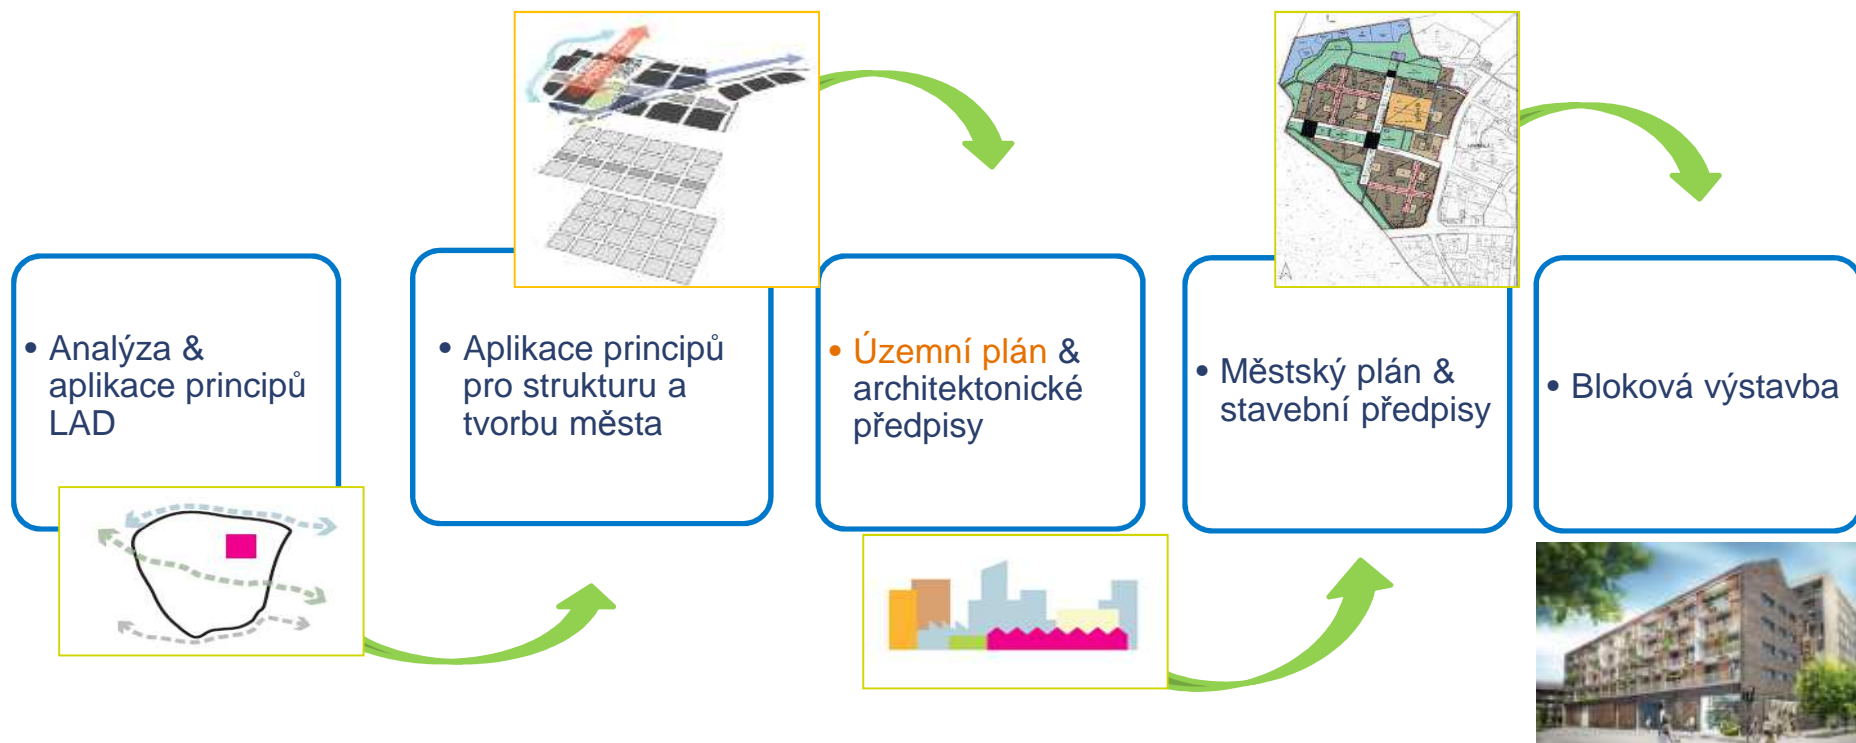 • Analýza &
aplikace principů
LAD
• Aplikace principů
pro strukturu a
tvorbu města
• Územní plán &
architektonické
předpisy
• Městský plán &
stavební předpisy
• Bloková výstavba